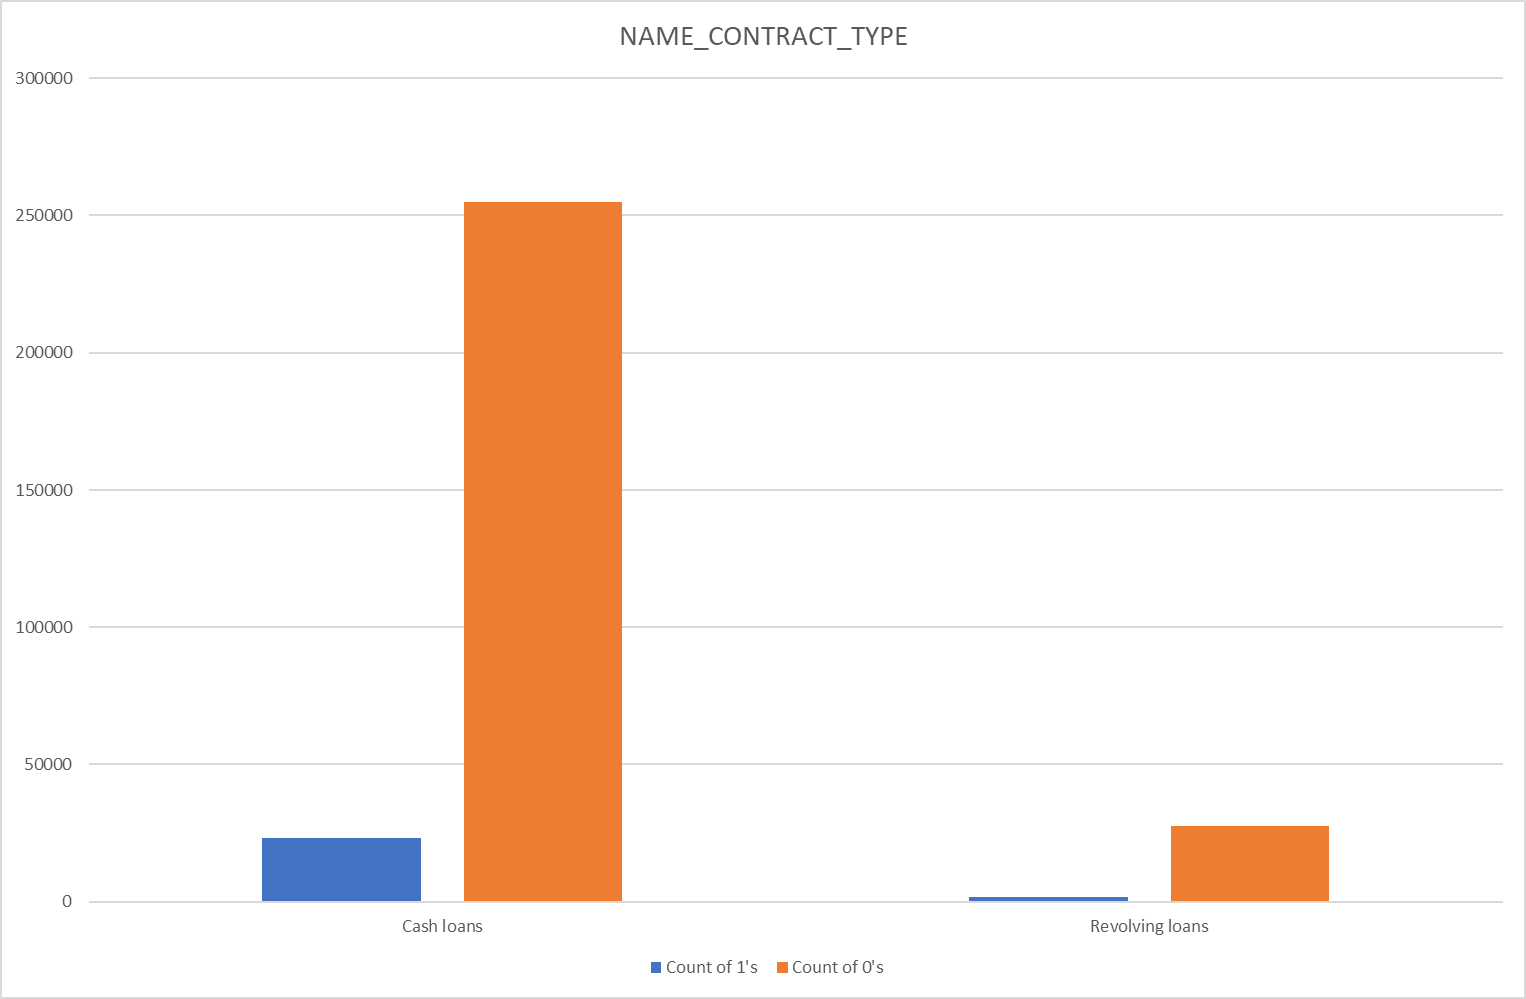 NAME_CONTRACT_TYPE
300000
250000
200000
150000
100000
50000
0
Cash loans
Revolving loans
Count of 1's
Count of 0's